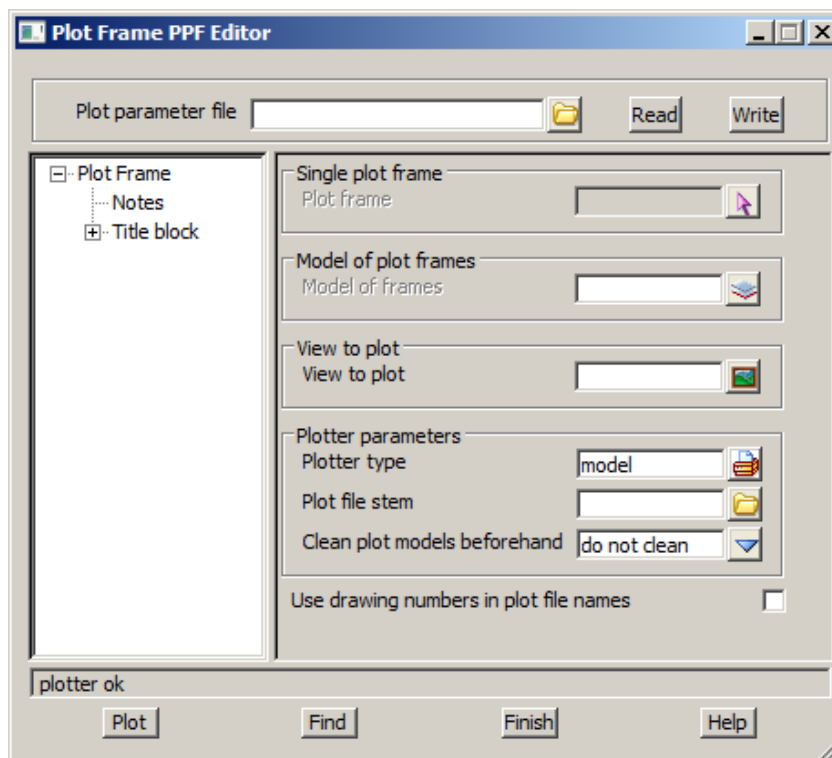 Plot Frame PPF Editor
Plot parameter file Read Write
Plot Frame
Notes
Title block
Single plot frame
Plot frame
Model of plot frames
Model of frames
View to plot
View to plot
Plotter parameters
Plotter type model
Plot file stem
Clean plot models beforehand do not clean
Use drawing numbers in plot file names
plotter ok
Plot Find Finish Help